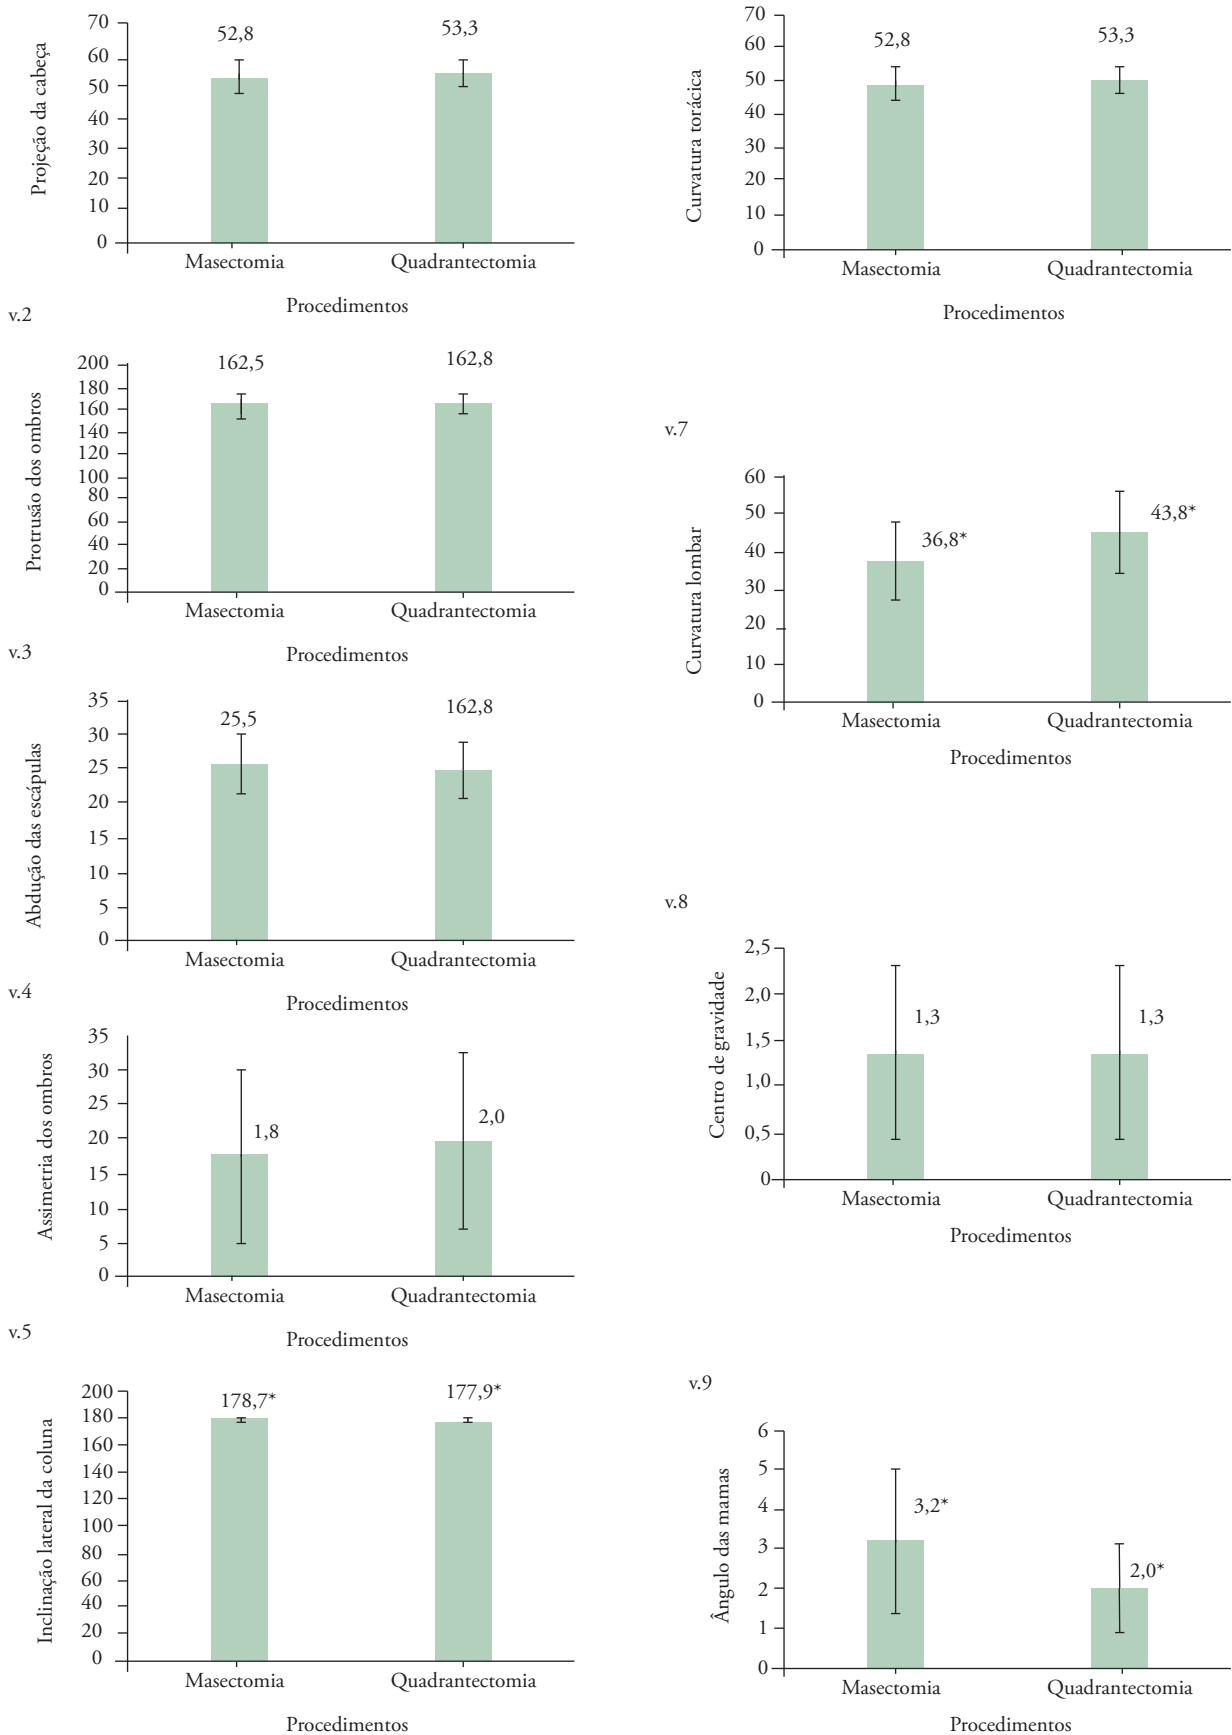 Projeção da cabeça
70
60
50
40
30
20
10
0
52,8
53,3
Masectomia
Quadrantectomia
Procedimentos
v.2
Protrusão dos ombros
200
180
160
140
120
100
80
60
40
20
0
162,5
162,8
Masectomia
Quadrantectomia
Procedimentos
v.3
Abdução das escápulas
35
30
25
20
15
10
5
0
25,5
162,8
Masectomia
Quadrantectomia
Procedimentos
v.4
Assimetria dos ombros
35
30
25
20
15
10
5
0
1,8
2,0
Masectomia
Quadrantectomia
Procedimentos
v.5
Inclinação lateral da coluna
200
180
160
140
120
100
80
60
40
20
0
178,7*
177,9*
Masectomia
Quadrantectomia
Procedimentos
Curvatura torácica
70
60
50
40
30
20
10
0
52,8
53,3
Masectomia
Quadrantectomia
Procedimentos
v.7
Curvatura lombar
60
50
40
30
20
10
0
36,8*
43,8*
Masectomia
Quadrantectomia
Procedimentos
v.8
Centro de gravidade
2,5
2,0
1,5
1,0
0,5
0
1,3
1,3
Masectomia
Quadrantectomia
Procedimentos
v.9
Ângulo das mamas
6
5
4
3
2
1
0
3,2*
2,0*
Masectomia
Quadrantectomia
Procedimentos